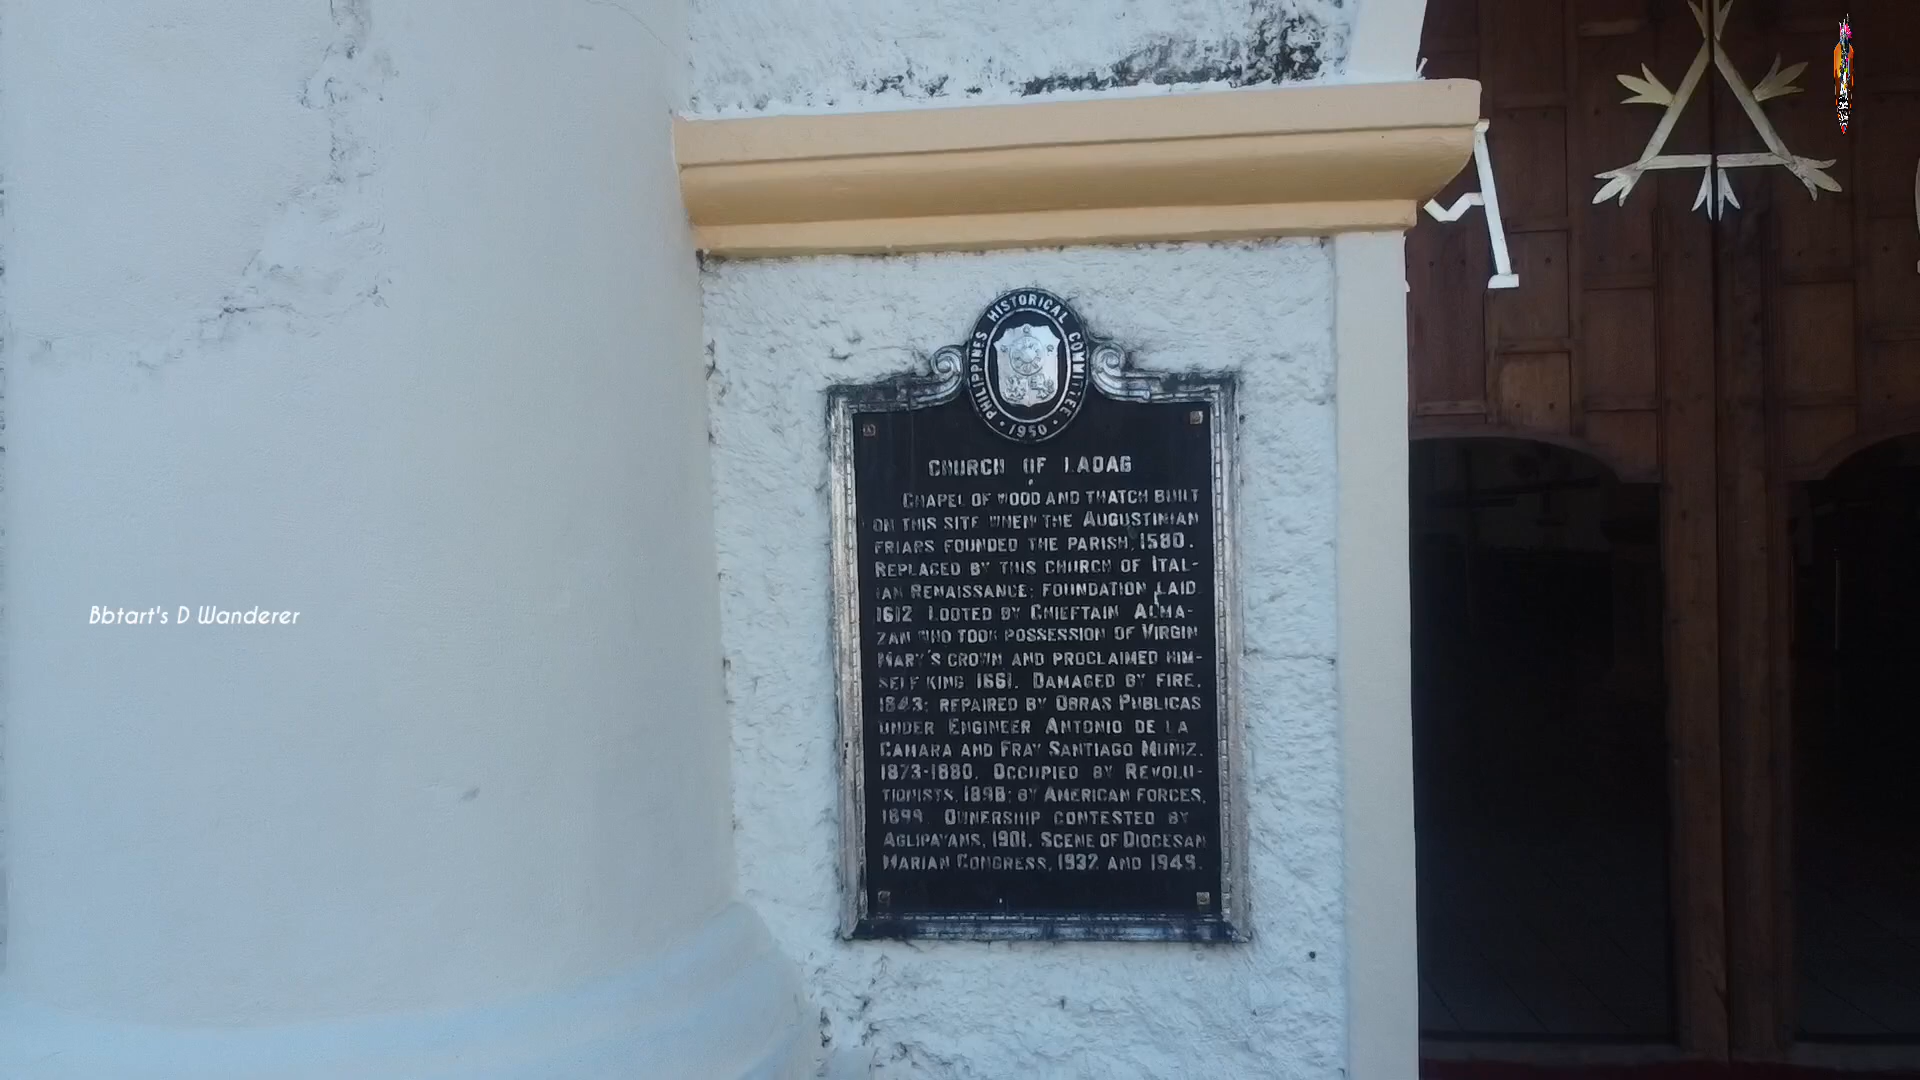 PHILIPPINES HISTORICAL COMMITTEE
• 1950 •
CHURCH OF LAOAG
CHAPEL OF WOOD AND THATCH BUILT
ON THIS SITE WHEN THE AUGUSTINIAN
FRIARS FOUNDED THE PARISH, 1580.
REPLACED BY THIS CHURCH OF ITAL-
IAN RENAISSANCE; FOUNDATION LAID
1612. LOOTED BY CHIEFTAIN ALMA-
ZAN WHO TOOK POSSESSION OF VIRGIN
MARY'S CROWN AND PROCLAIMED HIM-
SELF KING 1661. DAMAGED BY FIRE,
1843; REPAIRED BY OBRAS PUBLICAS
UNDER ENGINEER ANTONIO DE LA
CAMARA AND FRAY SANTIAGO MUNIZ.
1873-1880. OCCUPIED BY REVOLU-
TIONISTS, 1898; BY AMERICAN FORCES,
1899. OWNERSHIP CONTESTED BY
AGLIPAYANS, 1901. SCENE OF DIOCESAN
MARIAN CONGRESS, 1932 AND 1949.
Bbtart's D Wanderer